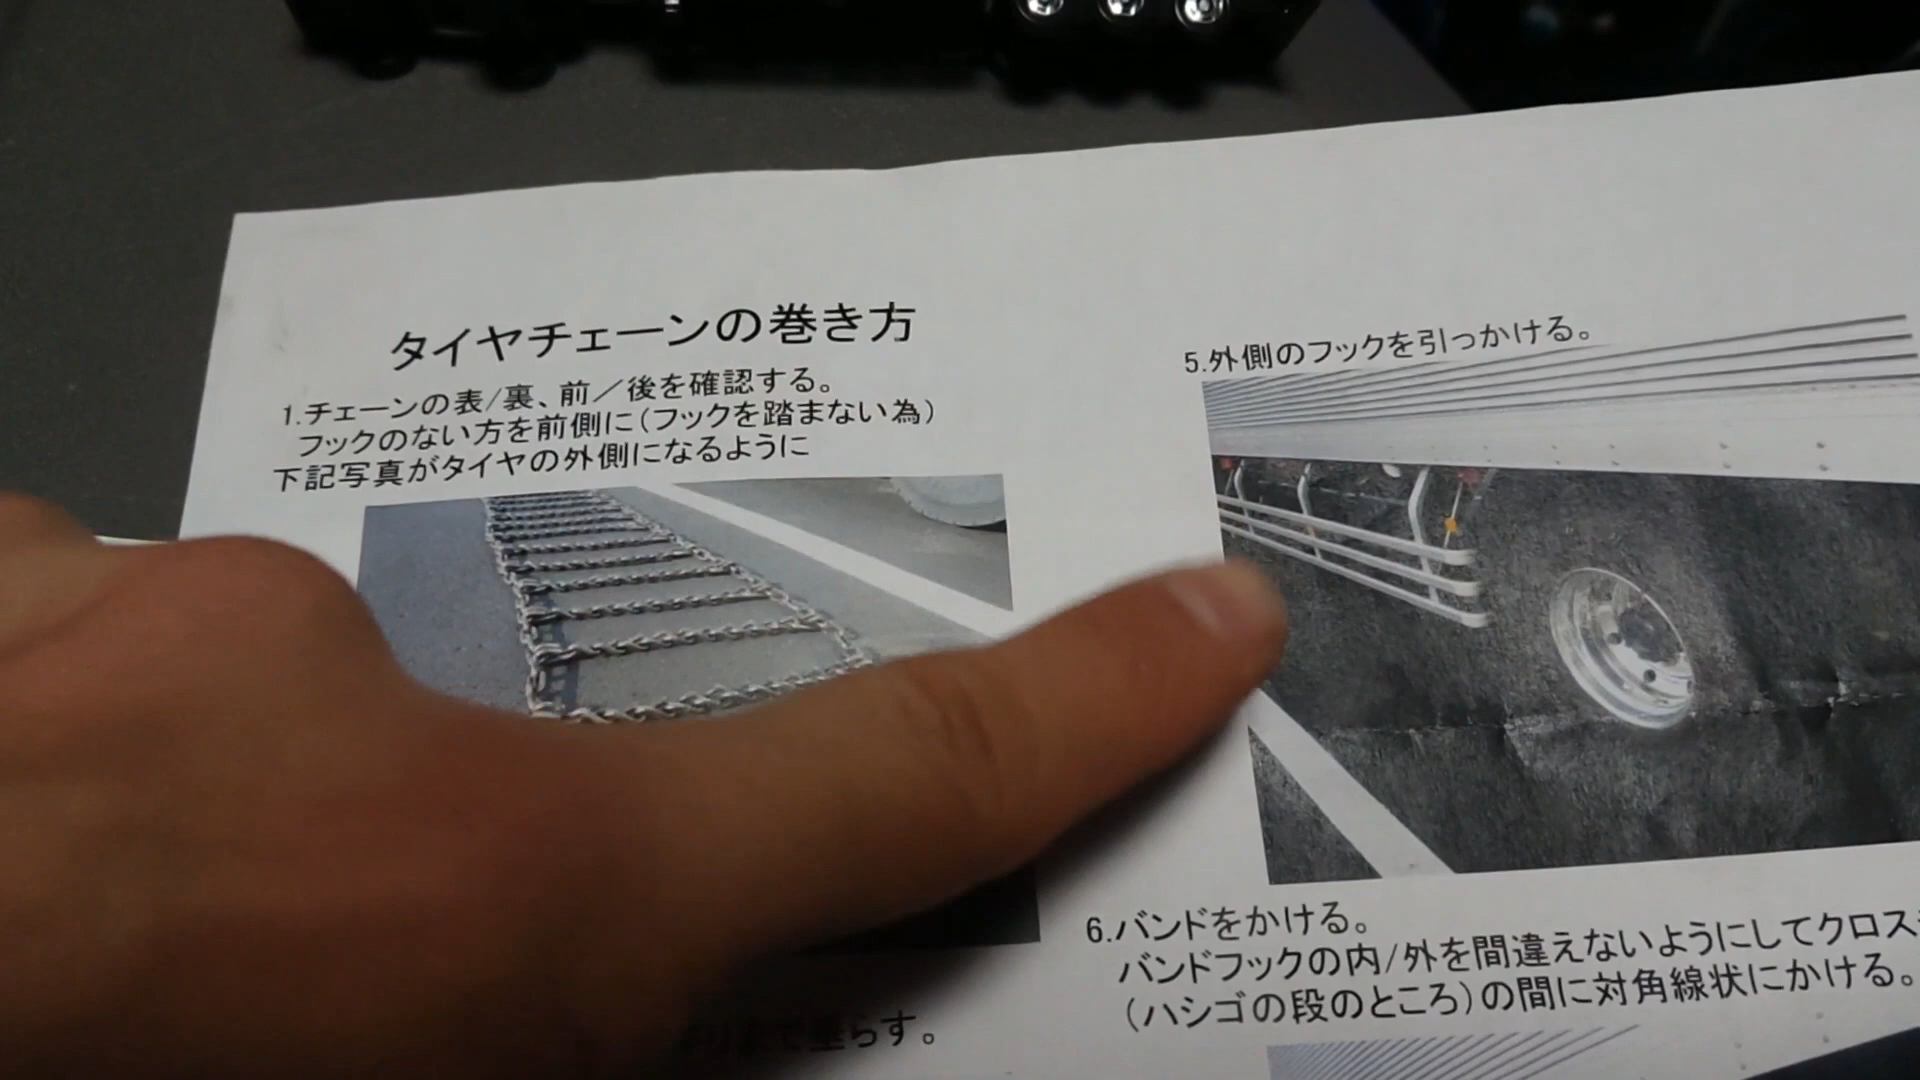 タイヤチェーンの巻き方
1.チェーンの表/裏、前／後を確認する。
フックのない方を前側に(フックを踏まない為)
下記写真がタイヤの外側になるように
垂らす。
5.外側のフックを引っかける。
6.バンドをかける。
バンドフックの内/外を間違えないようにしてクロス
(ハシゴの段のところ)の間に対角線状にかける。